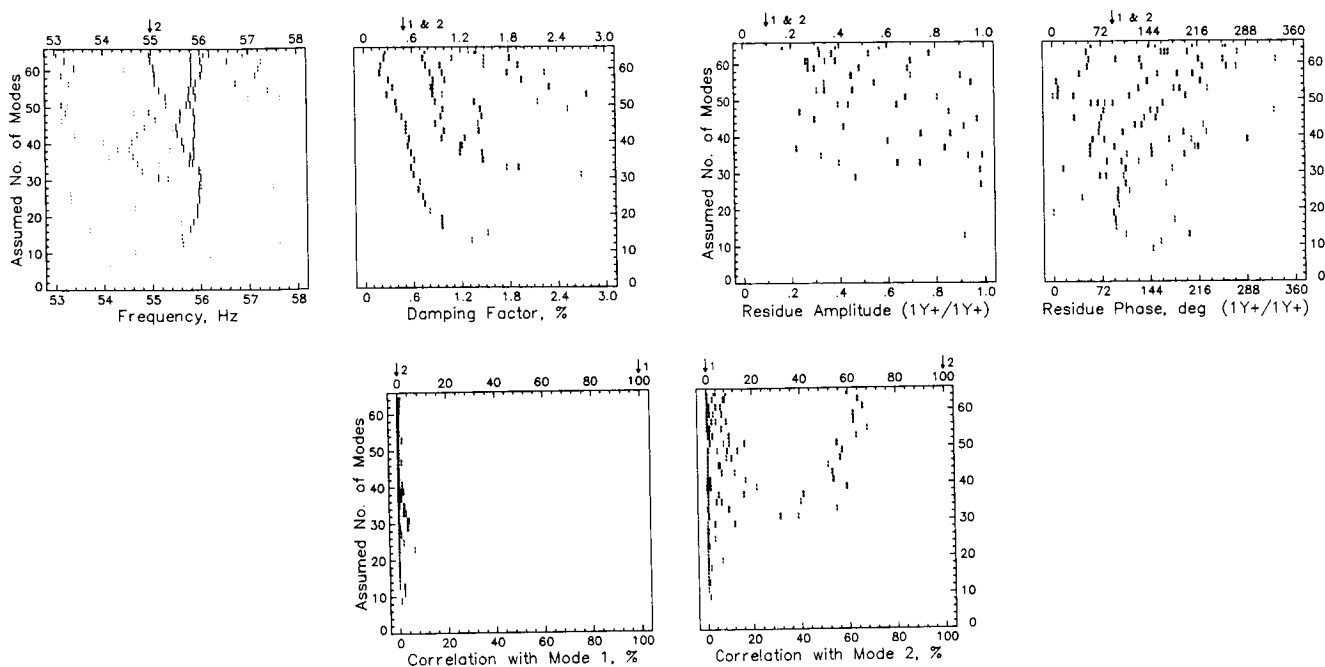 ↓2
53 54 55 56 57 58
Assumed No. of Modes
60
50
40
30
20
10
0
53 54 55 56 57 58
Frequency, Hz
↓1 & 2
0 .6 1.2 1.8 2.4 3.0
60
50
40
30
20
10
0
0 .6 1.2 1.8 2.4 3.0
Damping Factor, %
↓1 & 2
0 .2 .4 .6 .8 1.0
Assumed No. of Modes
60
50
40
30
20
10
0
0 .2 .4 .6 .8 1.0
Residue Amplitude (1Y+/1Y+)
↓1 & 2
0 72 144 216 288 360
60
50
40
30
20
10
0
0 72 144 216 288 360
Residue Phase, deg (1Y+/1Y+)
↓2 ↓1
0 20 40 60 80 100
Assumed No. of Modes
60
50
40
30
20
10
0
0 20 40 60 80 100
Correlation with Mode 1, %
↓1 ↓2
0 20 40 60 80 100
60
50
40
30
20
10
0
0 20 40 60 80 100
Correlation with Mode 2, %